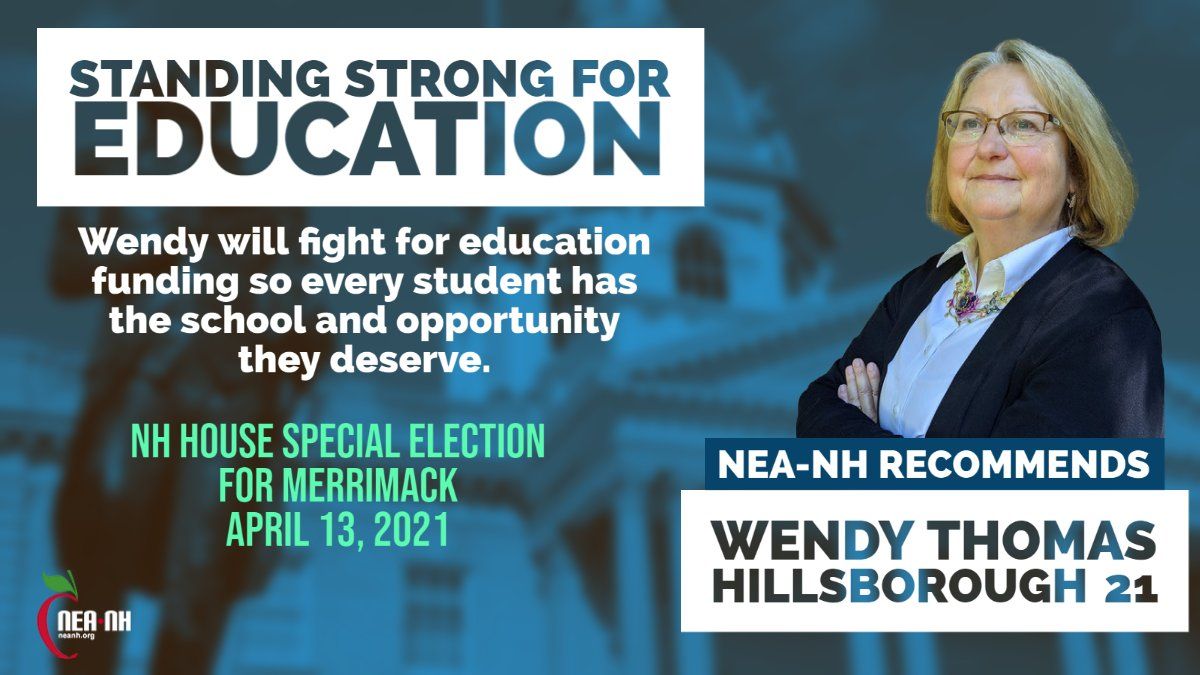 STANDING STRONG FOR
EDUCATION
Wendy will fight for education
funding so every student has
the school and opportunity
they deserve.
NH HOUSE SPECIAL ELECTION
FOR MERRIMACK
APRIL 13, 2021
NEA-NH RECOMMENDS
WENDY THOMAS
HILLSBOROUGH 21
NEA·NH
neanh.org